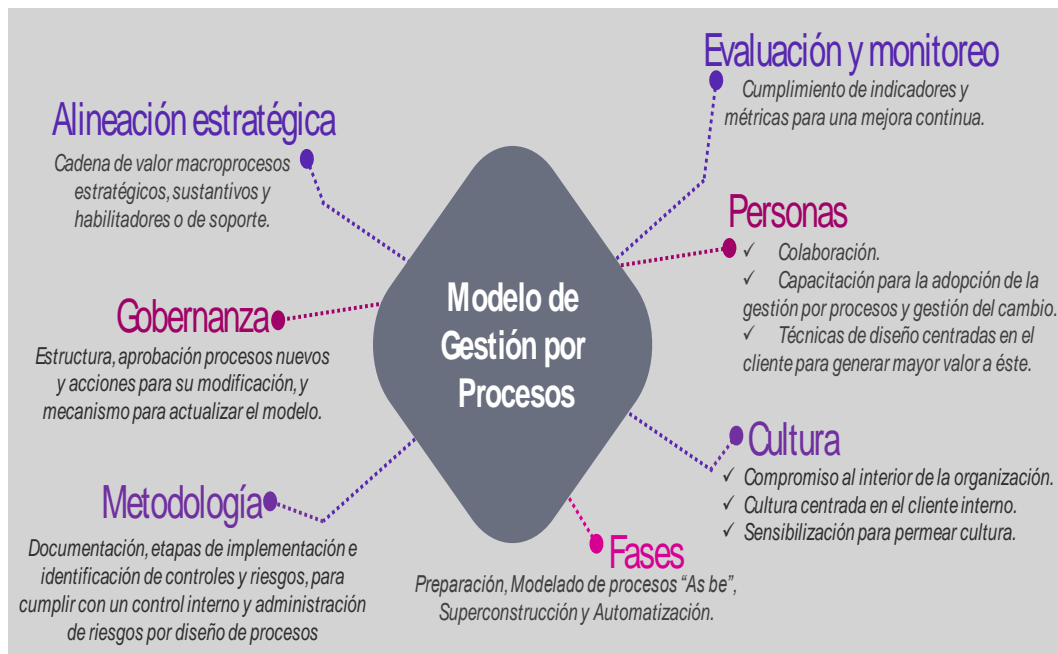 Evaluación y monitoreo
Cumplimiento de indicadores y
métricas para una mejora continua.
Alineación estratégica
Cadena de valor macroprocesos
estratégicos, sustantivos y
habilitadores o de soporte.
Personas
✓ Colaboración.
✓ Capacitación para la adopción de la
gestión por procesos y gestión del cambio.
✓ Técnicas de diseño centradas en el
cliente para generar mayor valor a éste.
Modelo de
Gestión por
Procesos
Gobernanza
Estructura, aprobación procesos nuevos
y acciones para su modificación, y
mecanismo para actualizar el modelo.
Cultura
✓ Compromiso al interior de la organización.
✓ Cultura centrada en el cliente interno.
✓ Sensibilización para permear cultura.
Metodología
Documentación, etapas de implementación e
identificación de controles y riesgos, para
cumplir con un control interno y administración
de riesgos por diseño de procesos
Fases
Preparación, Modelado de procesos “As be”,
Superconstrucción y Automatización.